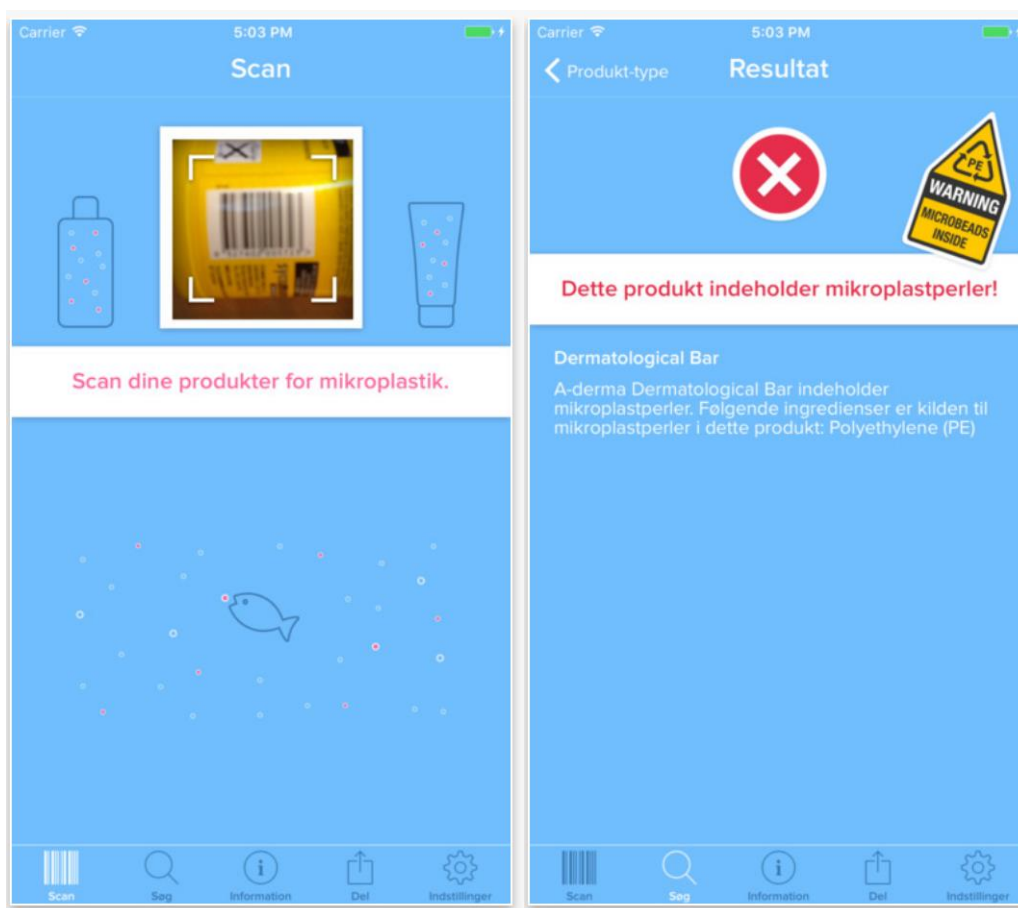 Carrier
5:03 PM
Scan
Scan dine produkter for mikroplastik.
Scan
Søg
Information
Del
Indstillinger
Carrier
5:03 PM
Produkt-type
Resultat
PE
WARNING
MICROBEADS
INSIDE
Dette produkt indeholder mikroplastperler!
Dermatological Bar
A-derma Dermatological Bar indeholder
mikroplastperler. Følgende ingredienser er kilden til
mikroplastperler i dette produkt: Polyethylene (PE)
Scan
Søg
Information
Del
Indstillinger